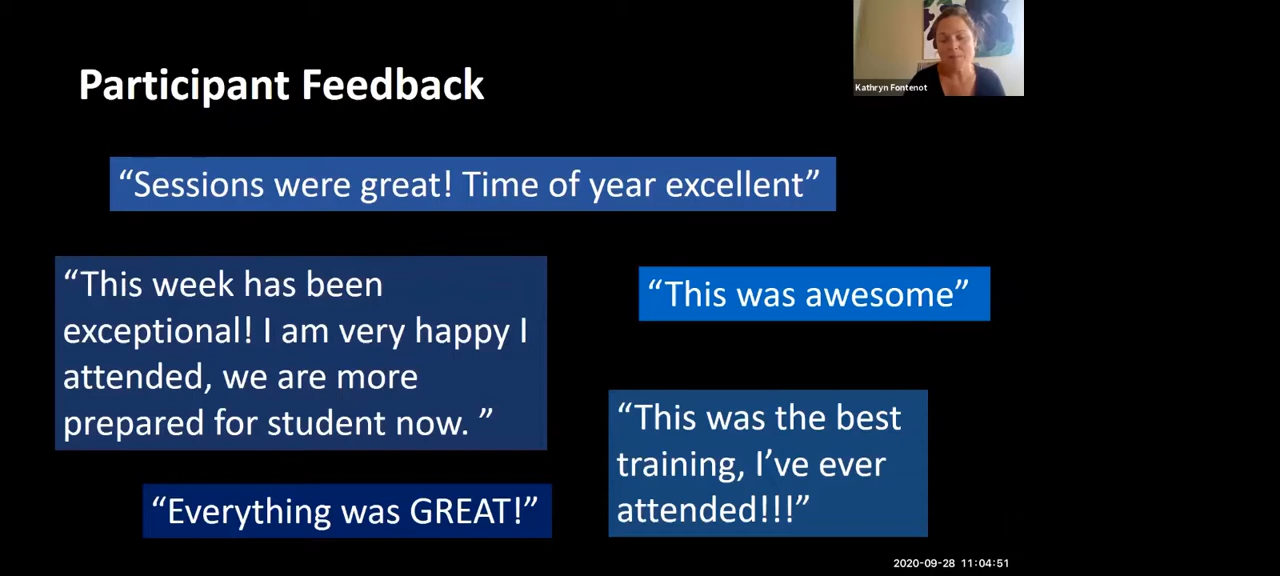 Participant Feedback
Kathryn Fontenot
“Sessions were great! Time of year excellent”
“This week has been
exceptional! I am very happy I
attended, we are more
prepared for student now. ”
“This was awesome”
“This was the best
training, I’ve ever
attended!!!”
“Everything was GREAT!”
2020-09-28 11:04:51